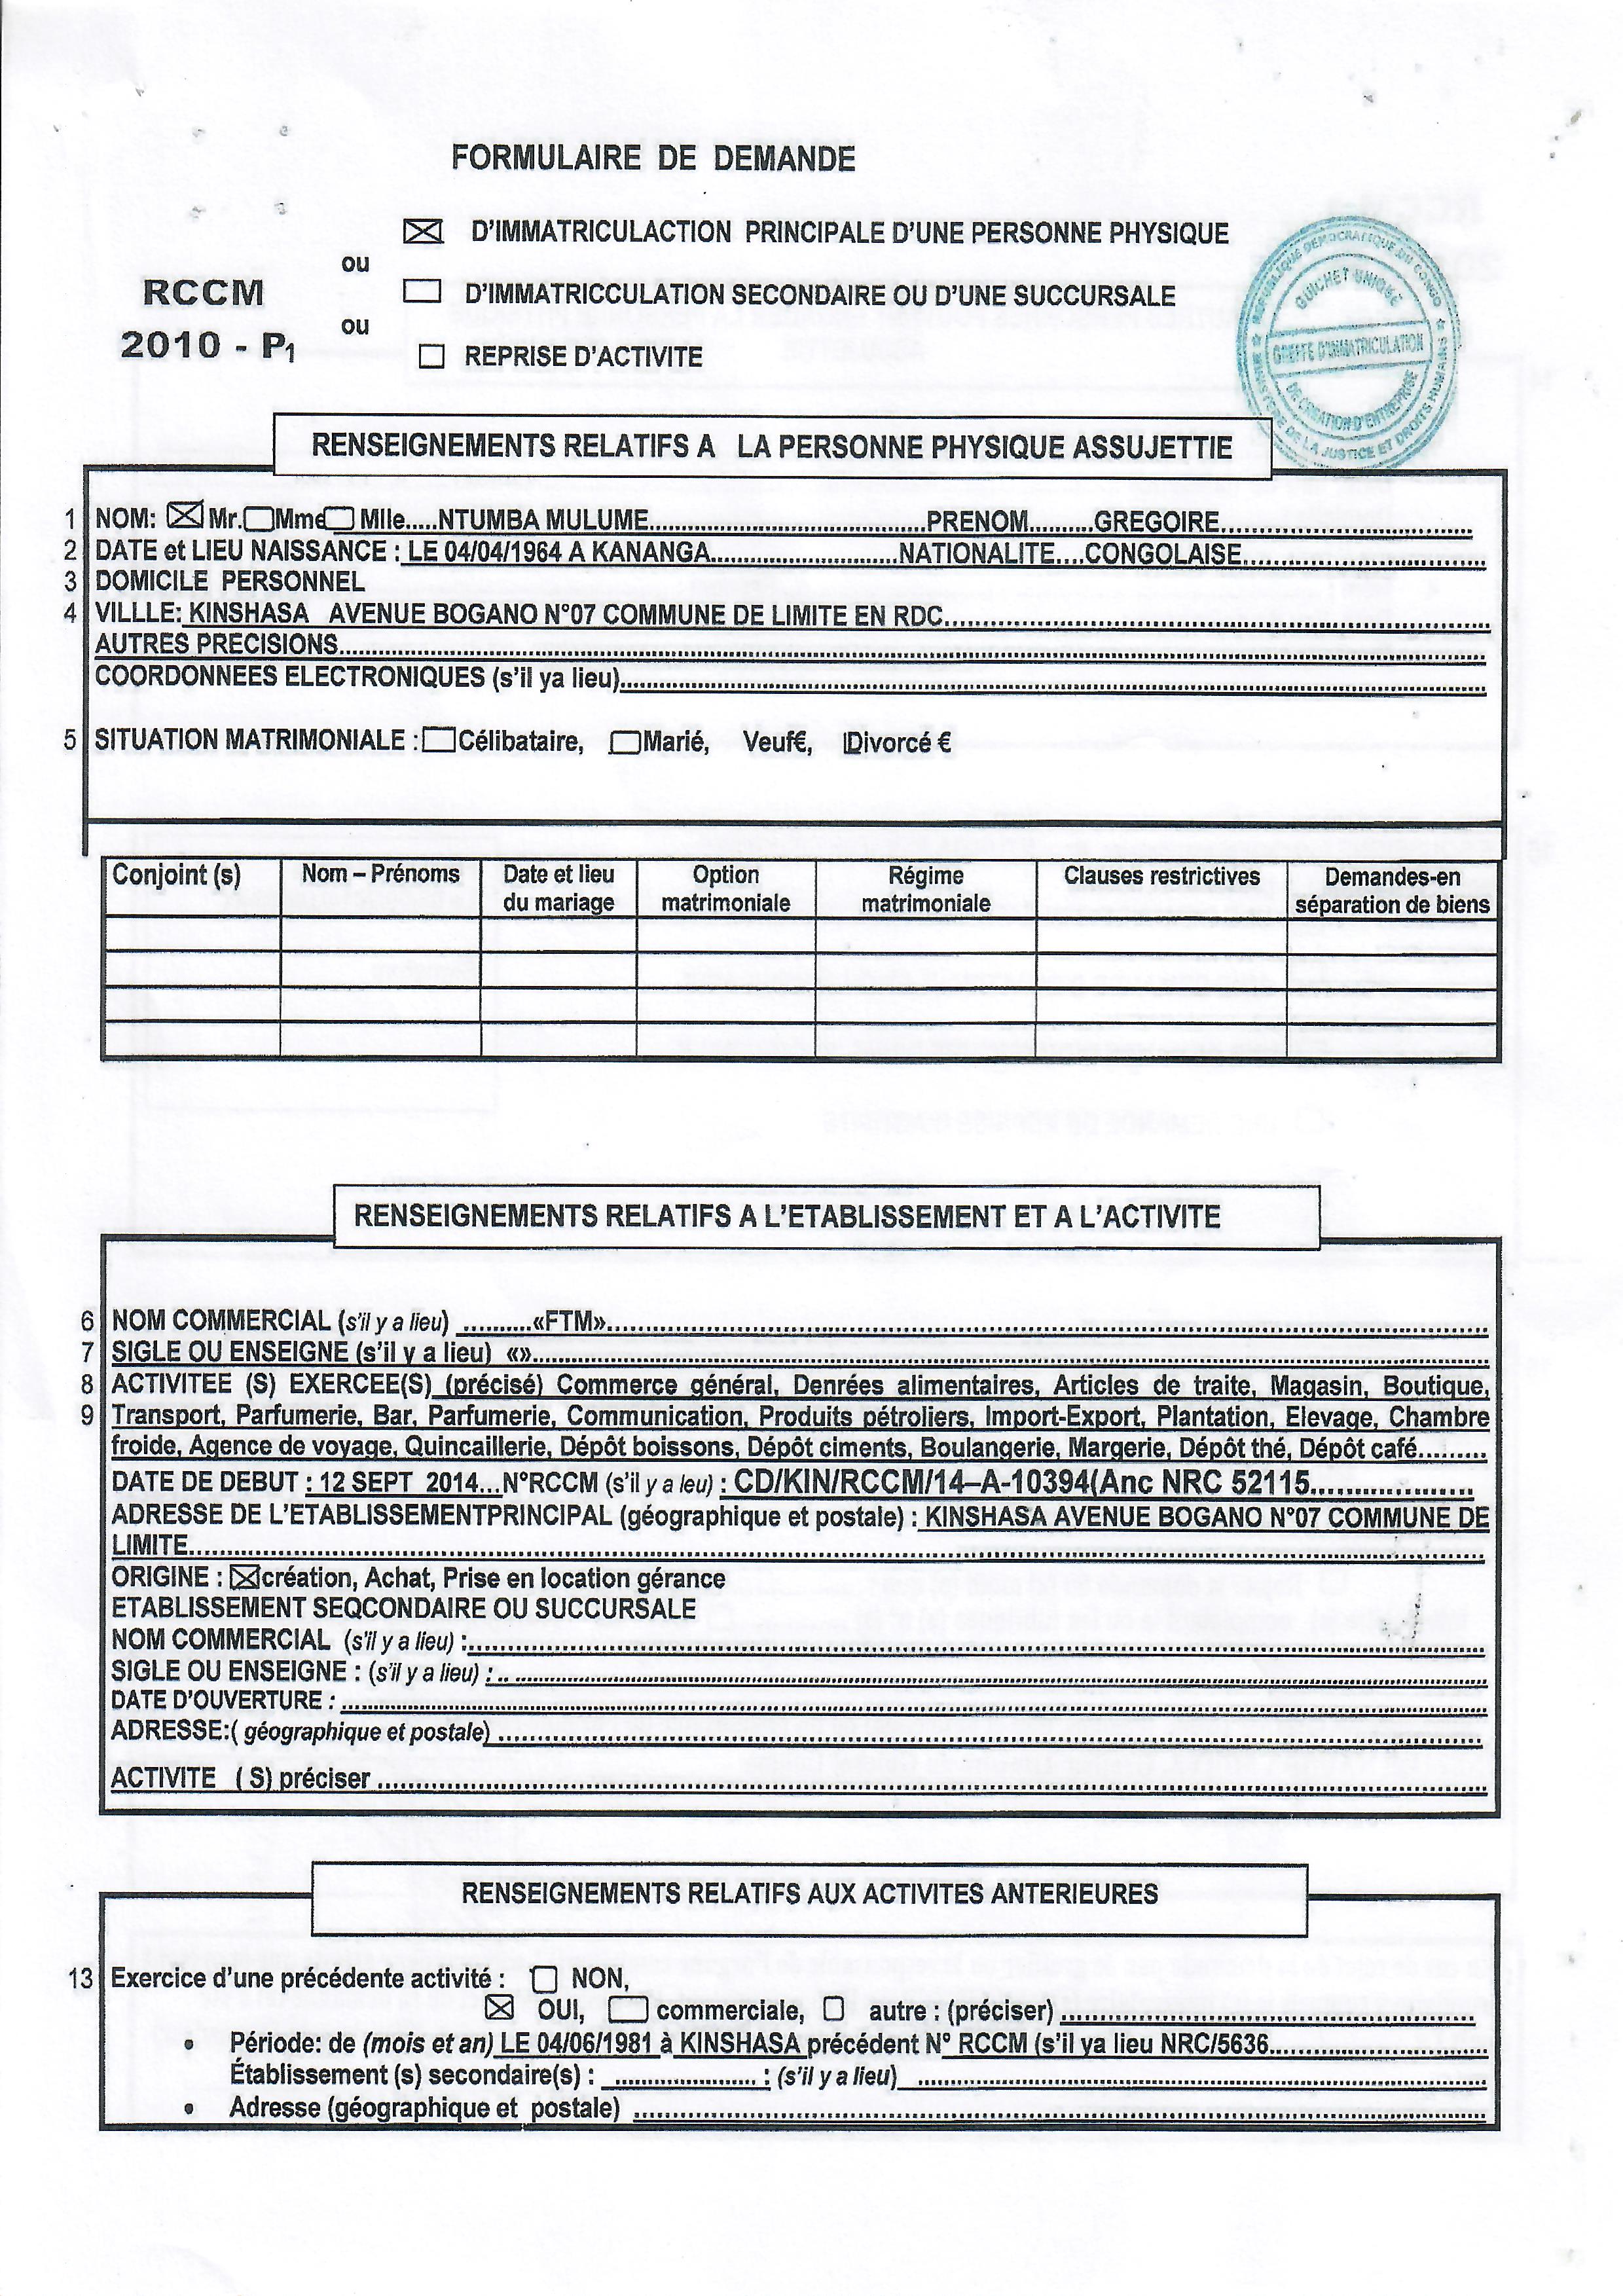 FORMULAIRE DE DEMANDE
D'IMMATRICULACTION PRINCIPALE D'UNE PERSONNE PHYSIQUE
ou
RCCM
2010 - P1
D'IMMATRICCULATION SECONDAIRE OU D'UNE SUCCURSALE
ou
REPRISE D'ACTIVITE
REPUBLIQUE DEMOCRATIQUE DU CONGO
GUICHET UNIQUE
GREFFE D'IMMATRICULATION
DE CREATION D'ENTREPRISE
MINISTERE DE LA JUSTICE ET DROITS HUMAINS
RENSEIGNEMENTS RELATIFS A LA PERSONNE PHYSIQUE ASSUJETTIE
1 NOM: Mr. Mme Mlle.....NTUMBA MULUME..............................PRENOM.........GREGOIRE..............................
2 DATE et LIEU NAISSANCE : LE 04/04/1964 A KANANGA..............................NATIONALITE....CONGOLAISE..............................
3 DOMICILE PERSONNEL
4 VILLLE: KINSHASA AVENUE BOGANO N°07 COMMUNE DE LIMITE EN RDC..............................
AUTRES PRECISIONS..............................
COORDONNEES ELECTRONIQUES (s'il ya lieu)..............................
5 SITUATION MATRIMONIALE : Célibataire, Marié, Veuf€, Divorcé €
Conjoint (s) Nom – Prénoms Date et lieu du mariage Option matrimoniale Régime matrimoniale Clauses restrictives Demandes-en séparation de biens
RENSEIGNEMENTS RELATIFS A L'ETABLISSEMENT ET A L'ACTIVITE
6 NOM COMMERCIAL (s'il y a lieu) ..........«FTM»..............................
7 SIGLE OU ENSEIGNE (s'il y a lieu) «»..............................
8 ACTIVITEE (S) EXERCEE(S) (précisé) Commerce général, Denrées alimentaires, Articles de traite, Magasin, Boutique,
9 Transport, Parfumerie, Bar, Parfumerie, Communication, Produits pétroliers, Import-Export, Plantation, Elevage, Chambre
froide, Agence de voyage, Quincaillerie, Dépôt boissons, Dépôt ciments, Boulangerie, Margerie, Dépôt thé, Dépôt café.........
DATE DE DEBUT : 12 SEPT 2014...N°RCCM (s'il y a leu) : CD/KIN/RCCM/14–A-10394(Anc NRC 52115....................
ADRESSE DE L'ETABLISSEMENTPRINCIPAL (géographique et postale) : KINSHASA AVENUE BOGANO N°07 COMMUNE DE
LIMITE..............................
ORIGINE : création, Achat, Prise en location gérance
ETABLISSEMENT SEQCONDAIRE OU SUCCURSALE
NOM COMMERCIAL (s'il y a lieu) :..............................
SIGLE OU ENSEIGNE : (s'il y a lieu) : ..............................
DATE D'OUVERTURE : ..............................
ADRESSE:( géographique et postale) ..............................
ACTIVITE ( S) préciser ..............................
RENSEIGNEMENTS RELATIFS AUX ACTIVITES ANTERIEURES
13 Exercice d'une précédente activité : NON,
OUI, commerciale, autre : (préciser) ..............................
• Période: de (mois et an) LE 04/06/1981 à KINSHASA précédent N° RCCM (s'il ya lieu NRC/5636..............................
Établissement (s) secondaire(s) : .................... : (s'il y a lieu) ..............................
• Adresse (géographique et postale) ..............................